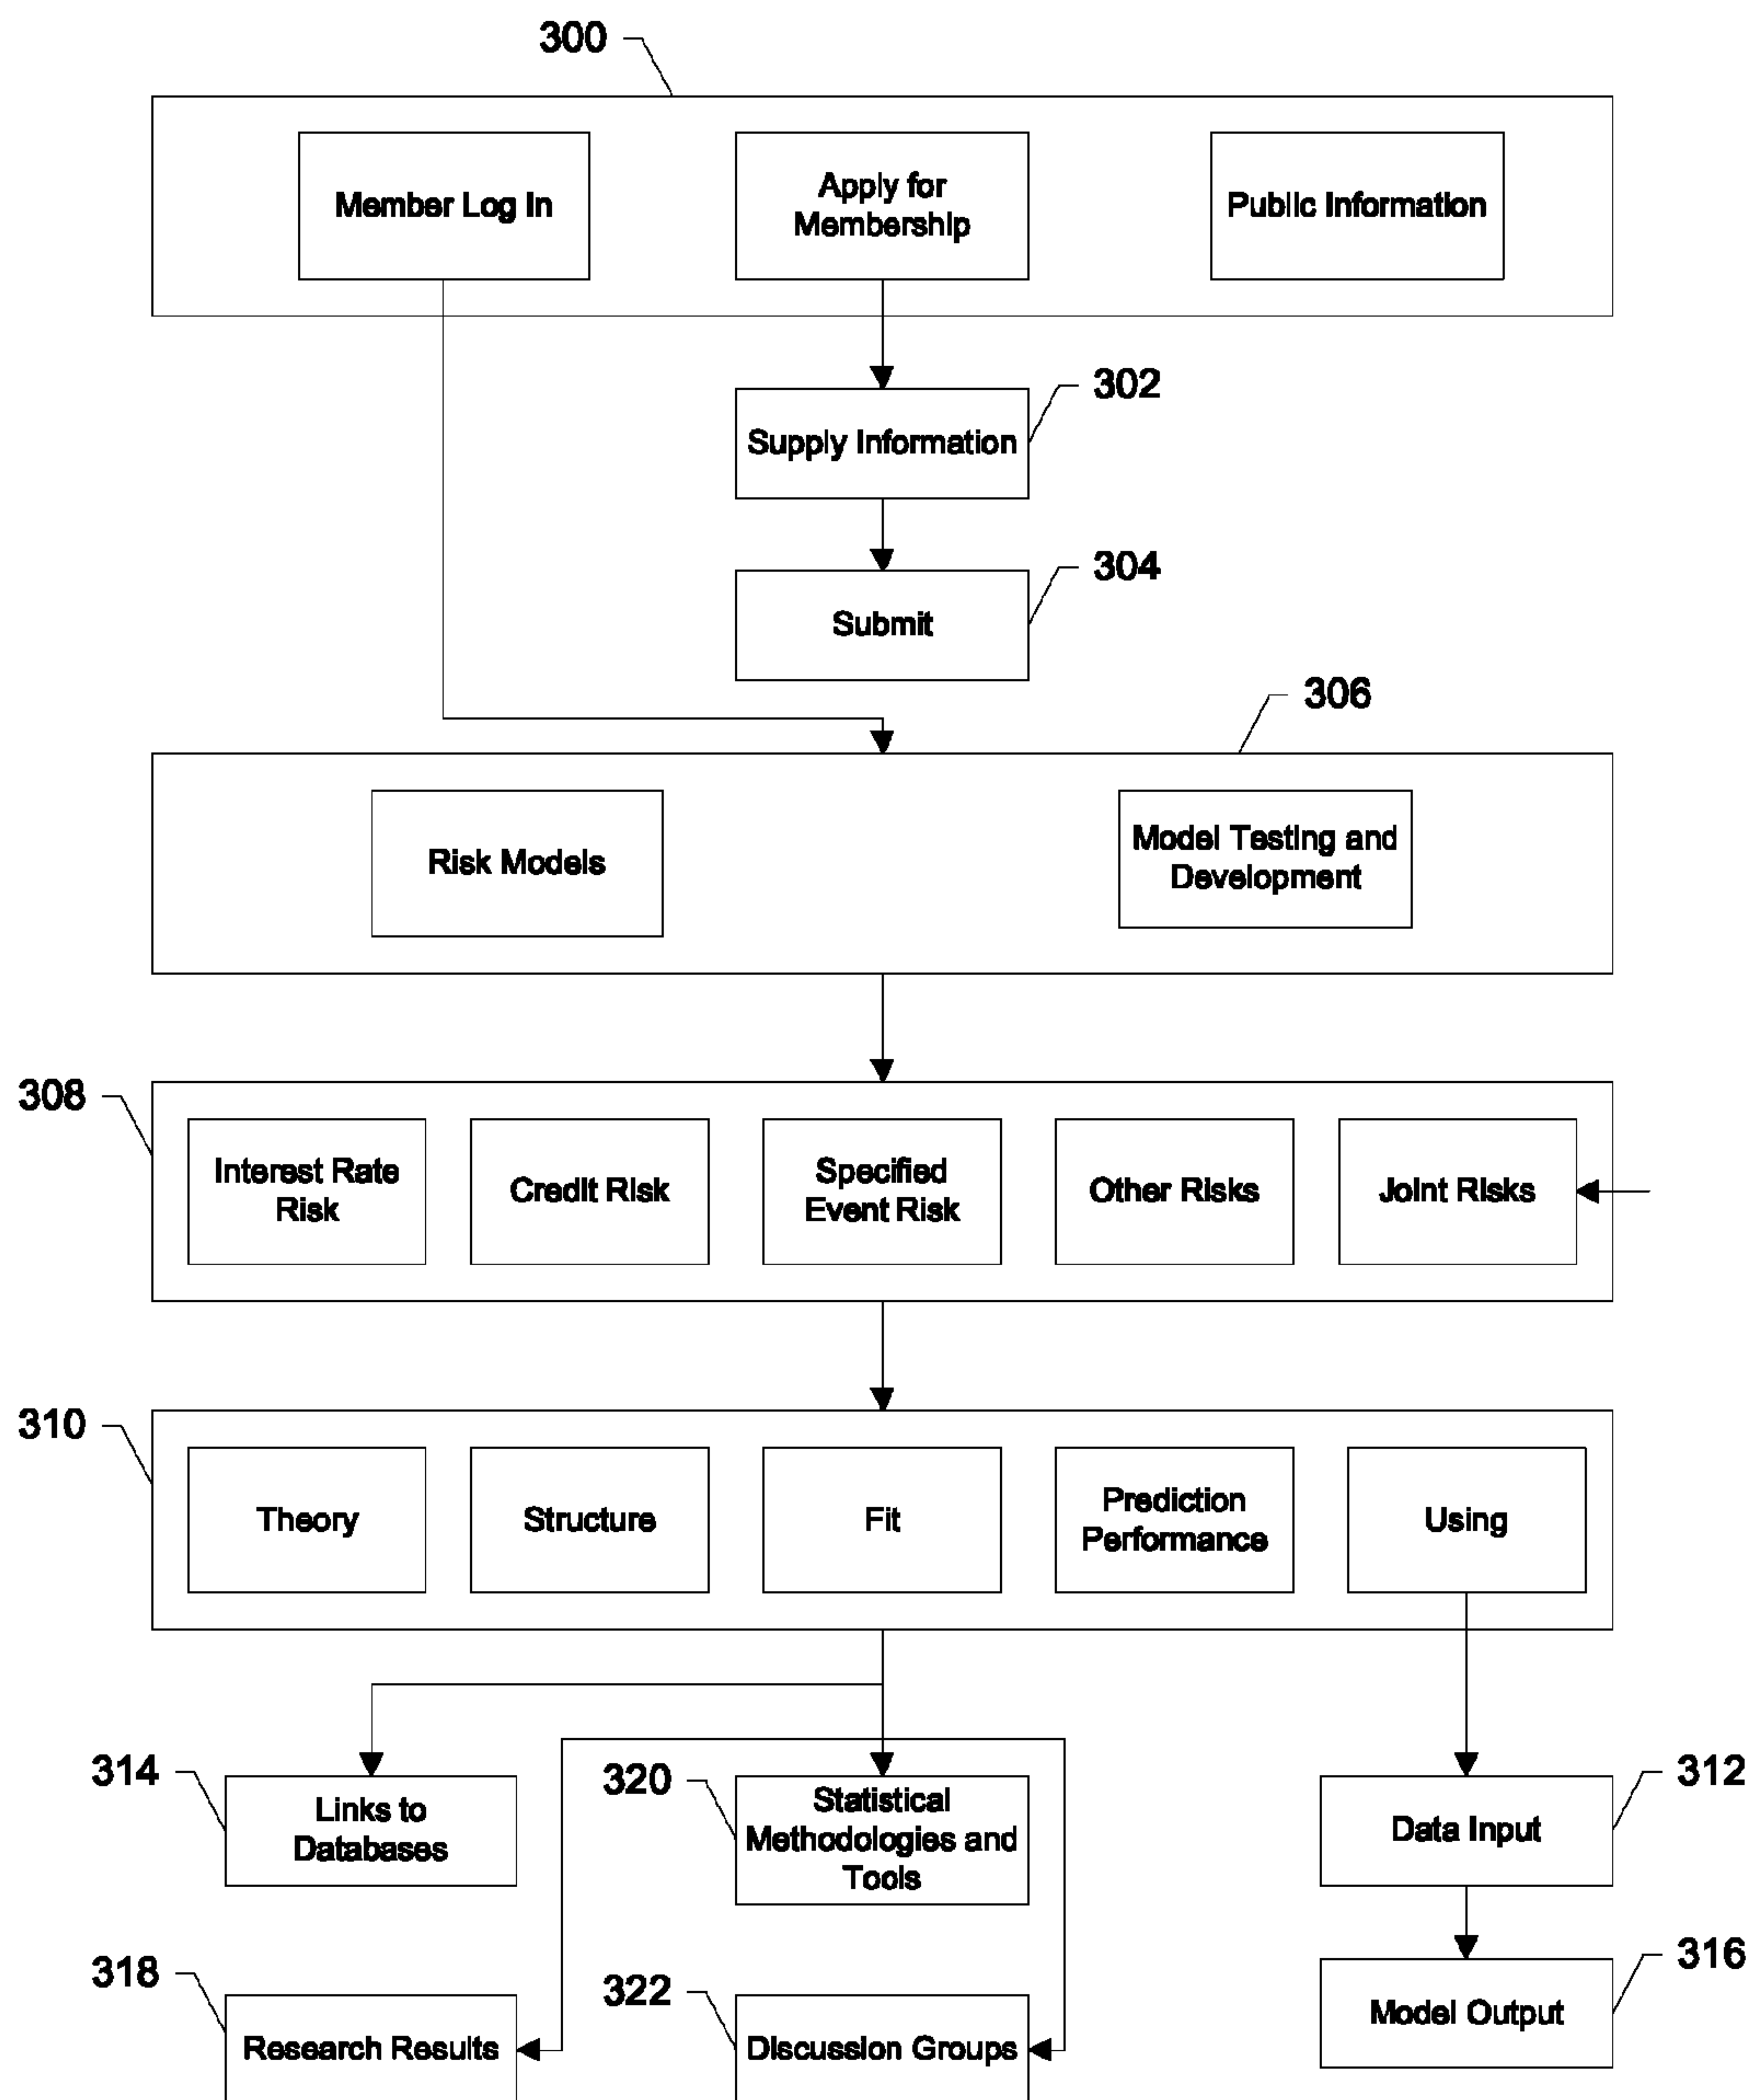 300
Member Log In
Apply for
Membership
Public Information
302
Supply Information
304
Submit
306
Risk Models
Model Testing and
Development
308
Interest Rate
Risk
Credit Risk
Specified
Event Risk
Other Risks
Joint Risks
310
Theory
Structure
Fit
Prediction
Performance
Using
314
Links to
Databases
320
Statistical
Methodologies and
Tools
312
Data Input
318
Research Results
322
Discussion Groups
316
Model Output